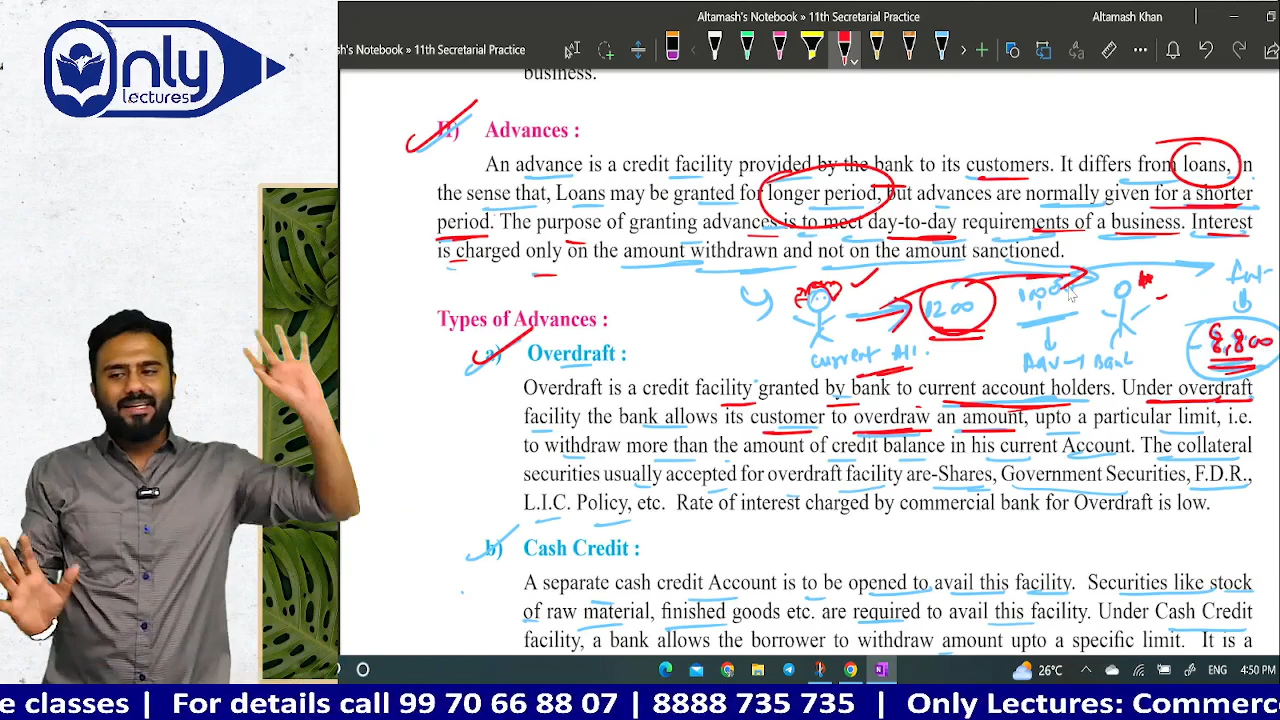 Altamash's Notebook » 11th Secretarial Practice
Altamash Khan
h's Notebook » 11th Secretarial Practice
Only
lectures
business.
II) Advances :
An advance is a credit facility provided by the bank to its customers. It differs from loans, in
the sense that, Loans may be granted for longer period, but advances are normally given for a shorter
period. The purpose of granting advances is to meet day-to-day requirements of a business. Interest
is charged only on the amount withdrawn and not on the amount sanctioned.
1200
8,800
current A/c.
Adv → Bank
Types of Advances :
a) Overdraft :
Overdraft is a credit facility granted by bank to current account holders. Under overdraft
facility the bank allows its customer to overdraw an amount, upto a particular limit, i.e.
to withdraw more than the amount of credit balance in his current Account. The collateral
securities usually accepted for overdraft facility are-Shares, Government Securities, F.D.R.,
L.I.C. Policy, etc. Rate of interest charged by commercial bank for Overdraft is low.
b) Cash Credit :
A separate cash credit Account is to be opened to avail this facility. Securities like stock
of raw material, finished goods etc. are required to avail this facility. Under Cash Credit
facility, a bank allows the borrower to withdraw amount upto a specific limit. It is a
26°C
ENG
4:50 PM
e classes | For details call 99 70 66 88 07 | 8888 735 735 | Only Lectures: Commerc